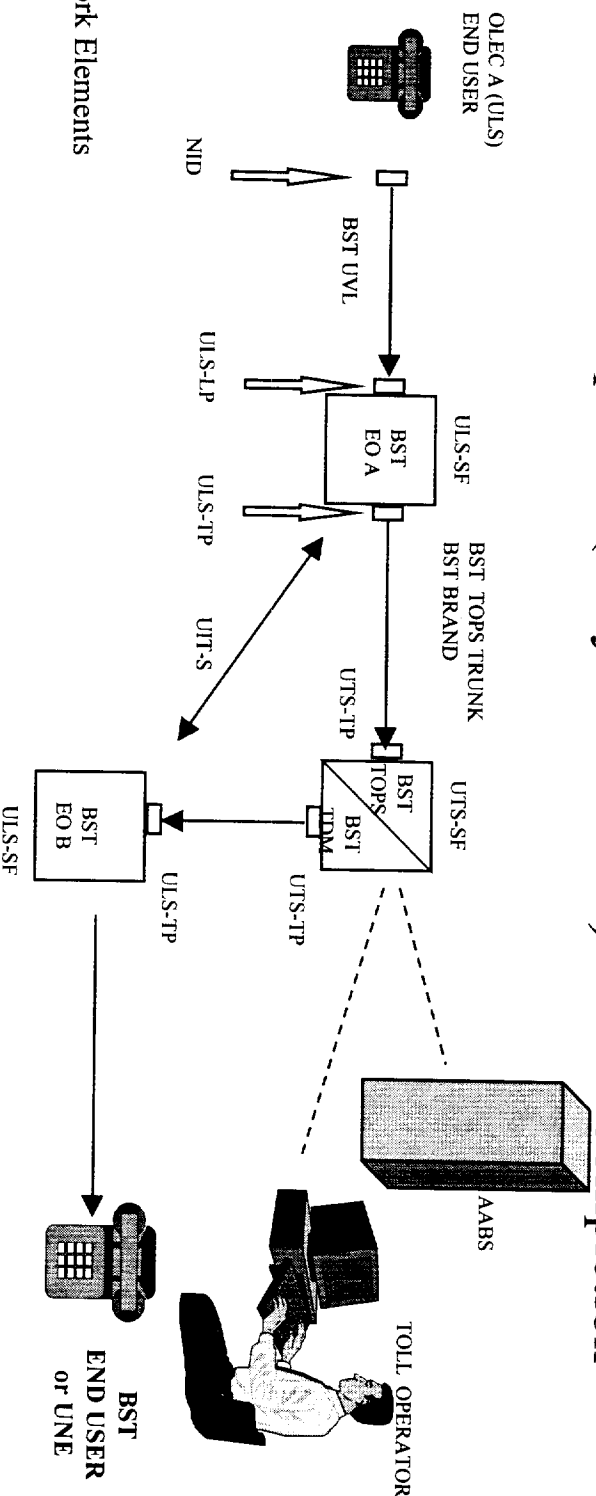 OLEC A (ULS)
END USER
NID
BST UVL
ULS-LP
ULS-SF
BST
EO A
ULS-TP
BST TOPS TRUNK
BST BRAND
UIT-S
UTS-TP
UTS-SF
BST
TOPS
BST
TDM
UTS-TP
ULS-TP
BST
EO B
ULS-SF
AABS
TOLL OPERATOR
BST
END USER
or UNE
rk Elements